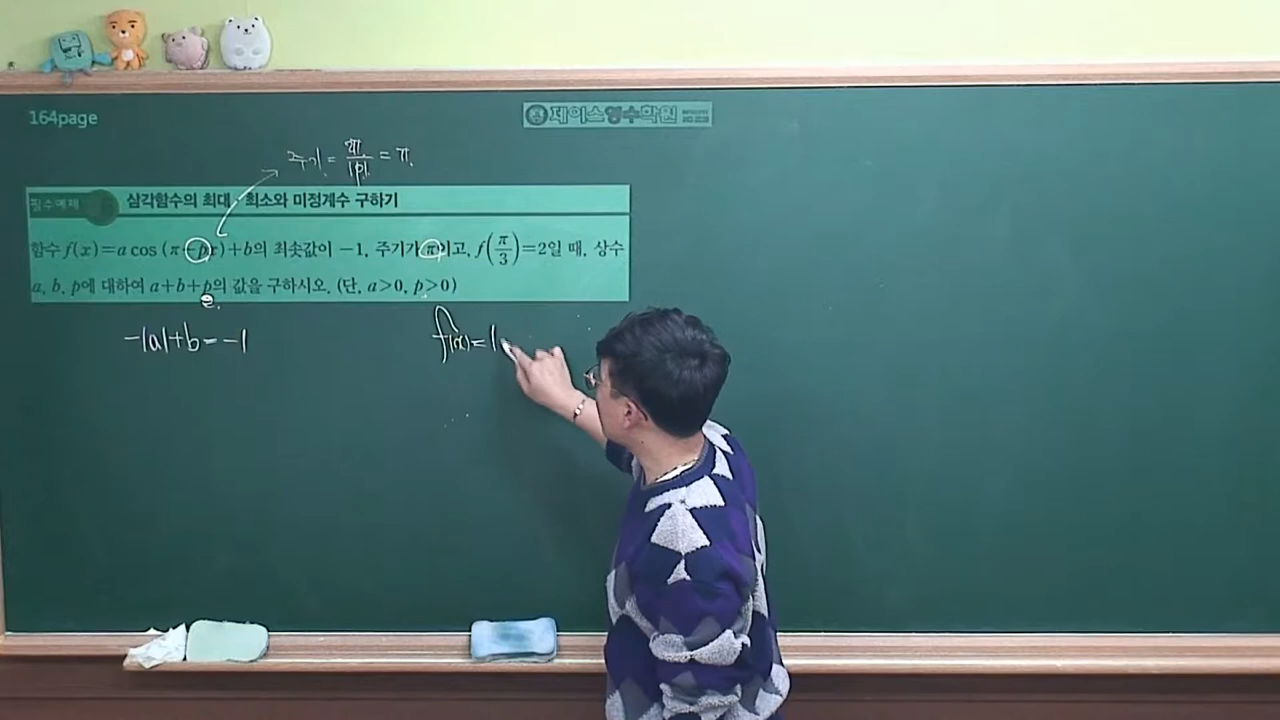 164page
제이스영수학원
주기 = 2π/|p| = π
필수예제 삼각함수의 최대·최소와 미정계수 구하기
함수 f(x)=a cos (π−px)+b의 최솟값이 −1, 주기가 π이고, f(π/3)=2일 때, 상수
a, b, p에 대하여 a+b+p의 값을 구하시오. (단, a>0, p>0)
2.
-|a|+b=-1
f(x)=1